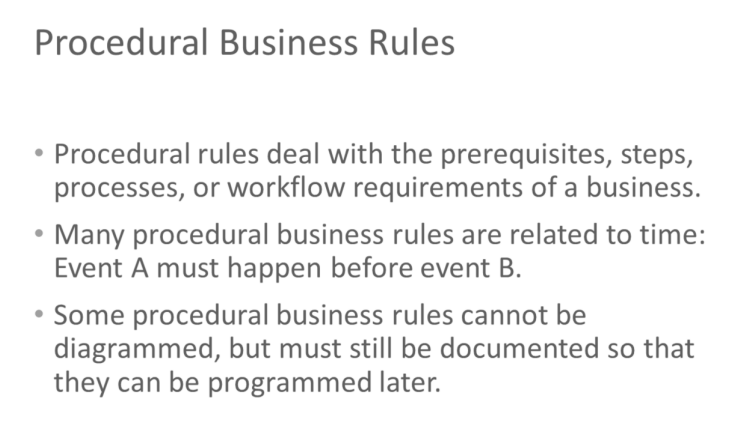 Procedural Business Rules
• Procedural rules deal with the prerequisites, steps,
processes, or workflow requirements of a business.
• Many procedural business rules are related to time:
Event A must happen before event B.
• Some procedural business rules cannot be
diagrammed, but must still be documented so that
they can be programmed later.